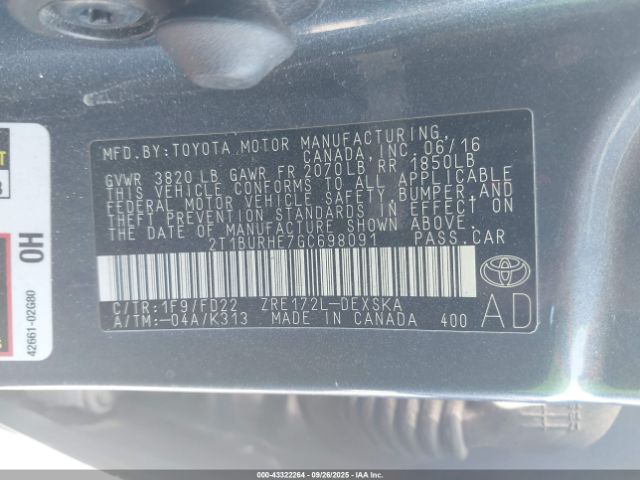 MFD.BY:TOYOTA MOTOR MANUFACTURING,
CANADA, INC. 06/16
GVWR 3820 LB GAWR FR 2070LB RR 1850LB
THIS VEHICLE CONFORMS TO ALL APPLICABLE
FEDERAL MOTOR VEHICLE SAFETY, BUMPER, AND
THEFT PREVENTION STANDARDS IN EFFECT ON
THE DATE OF MANUFACTURE SHOWN ABOVE.
2T1BURHE7GC698091 PASS.CAR
C/TR:1F9/FD22 ZRE172L-DEXSKA
A/TM:-04A/K313 MADE IN CANADA 400
AD
0H
42661-02G80
000-43322264 - 09/26/2025 - IAAI.COM